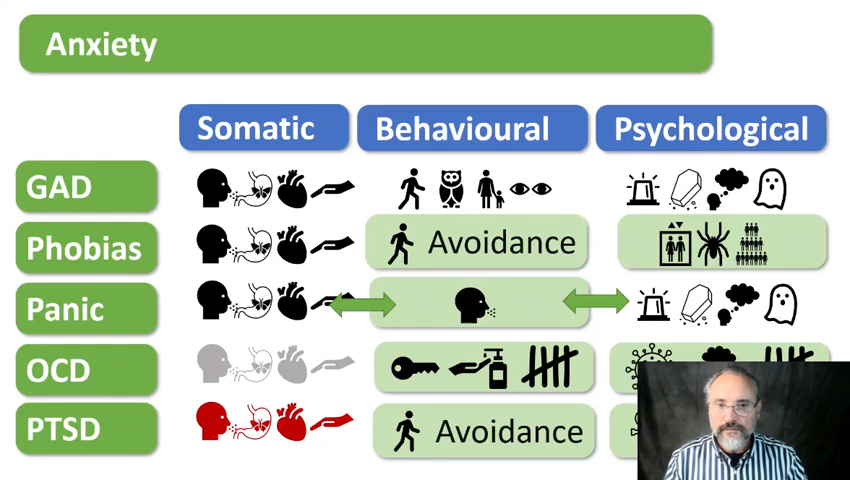 Anxiety
Somatic Behavioural Psychological
GAD
Phobias Avoidance
Panic
OCD
PTSD Avoidance